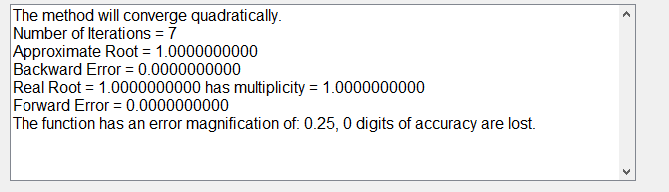 The method will converge quadratically.
Number of Iterations = 7
Approximate Root = 1.0000000000
Backward Error = 0.0000000000
Real Root = 1.0000000000 has multiplicity = 1.0000000000
Forward Error = 0.0000000000
The function has an error magnification of: 0.25, 0 digits of accuracy are lost.